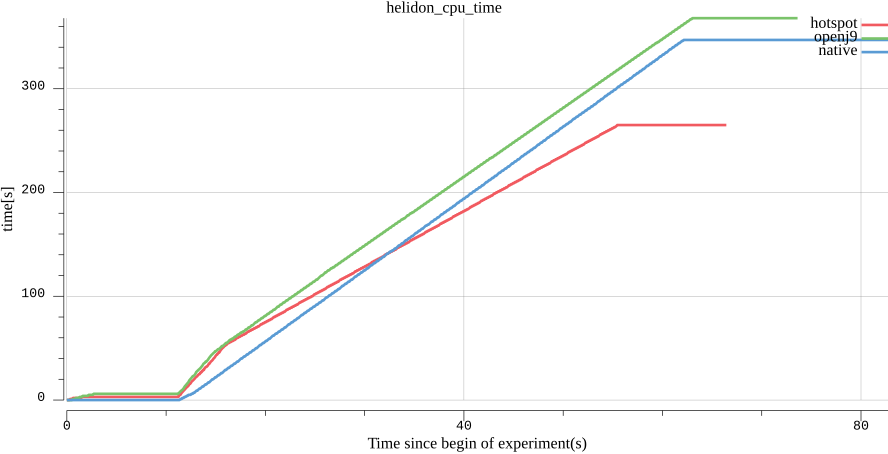 helidon_cpu_time
hotspot
openj9
native
300
200
100
0
time[s]
0
40
80
Time since begin of experiment(s)